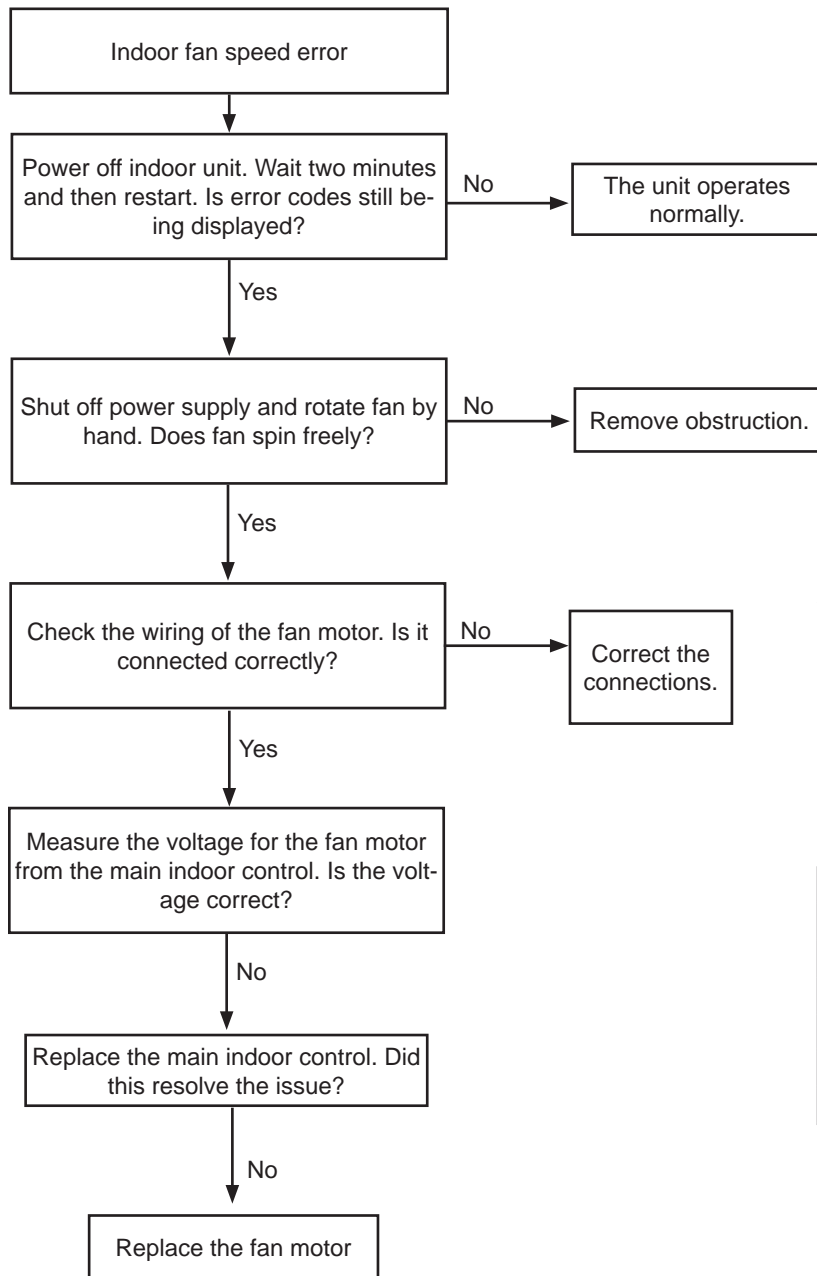 Indoor fan speed error
Power off indoor unit. Wait two minutes
and then restart. Is error codes still be-
ing displayed?
No
The unit operates
normally.
Yes
Shut off power supply and rotate fan by
hand. Does fan spin freely?
No
Remove obstruction.
Yes
Check the wiring of the fan motor. Is it
connected correctly?
No
Correct the
connections.
Yes
Measure the voltage for the fan motor
from the main indoor control. Is the volt-
age correct?
No
Replace the main indoor control. Did
this resolve the issue?
No
Replace the fan motor